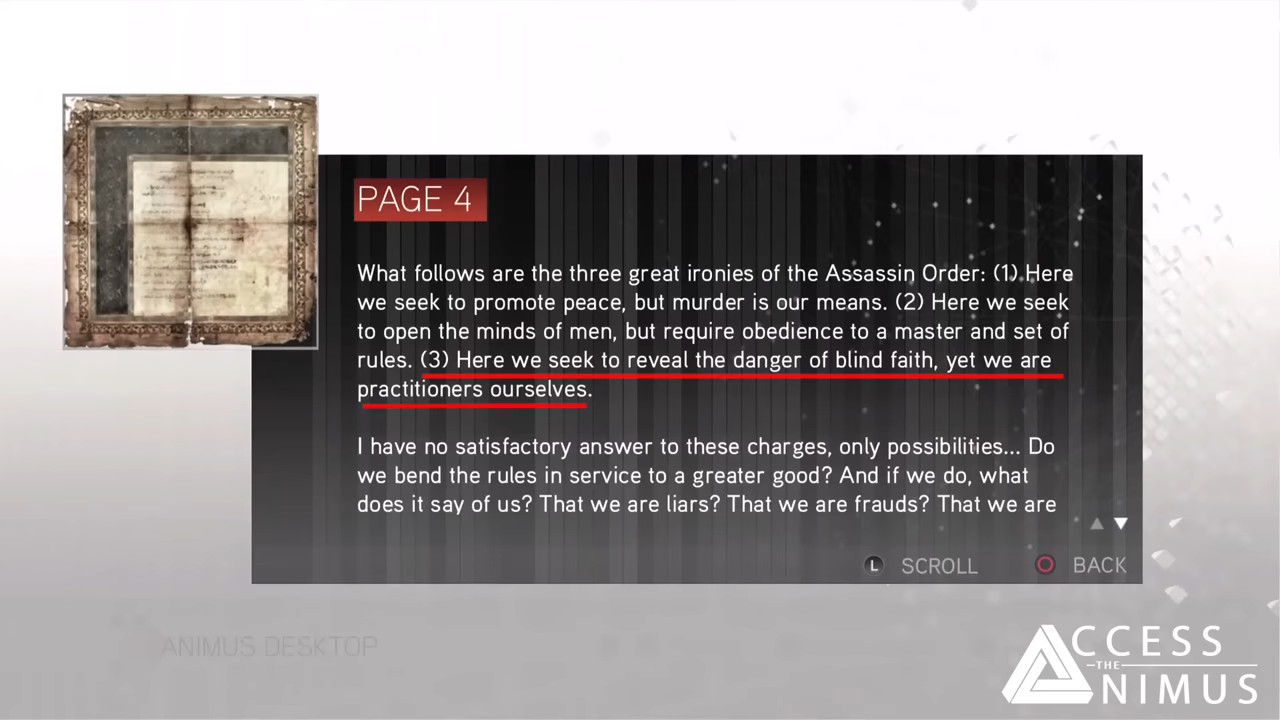 PAGE 4
What follows are the three great ironies of the Assassin Order: (1) Here
we seek to promote peace, but murder is our means. (2) Here we seek
to open the minds of men, but require obedience to a master and set of
rules. (3) Here we seek to reveal the danger of blind faith, yet we are
practitioners ourselves.
I have no satisfactory answer to these charges, only possibilities... Do
we bend the rules in service to a greater good? And if we do, what
does it say of us? That we are liars? That we are frauds? That we are
L SCROLL BACK
ANIMUS DESKTOP
ACCESS
THE
ANIMUS